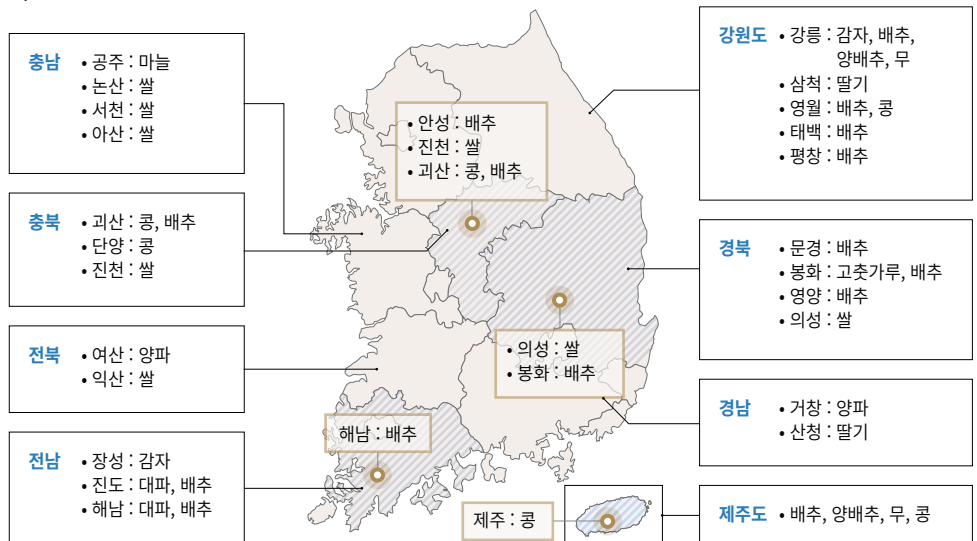 충남 • 공주 : 마늘
• 논산 : 쌀
• 서천 : 쌀
• 아산 : 쌀
충북 • 괴산 : 콩, 배추
• 단양 : 콩
• 진천 : 쌀
전북 • 여산 : 양파
• 익산 : 쌀
전남 • 장성 : 감자
• 진도 : 대파, 배추
• 해남 : 대파, 배추
• 안성 : 배추
• 진천 : 쌀
• 괴산 : 콩, 배추
• 의성 : 쌀
• 봉화 : 배추
해남 : 배추
제주 : 콩
강원도 • 강릉 : 감자, 배추,
양배추, 무
• 삼척 : 딸기
• 영월 : 배추, 콩
• 태백 : 배추
• 평창 : 배추
경북 • 문경 : 배추
• 봉화 : 고춧가루, 배추
• 영양 : 배추
• 의성 : 쌀
경남 • 거창 : 양파
• 산청 : 딸기
제주도 • 배추, 양배추, 무, 콩